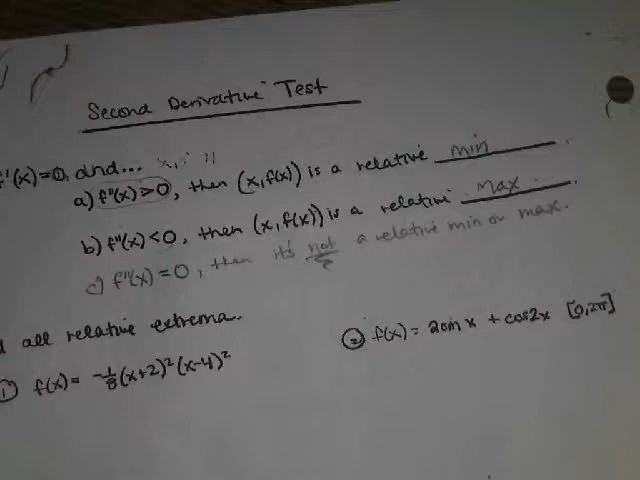 Second Derivative Test
f'(x)=0, and...
a) f"(x)>0, then (x,f(x)) is a relative min.
b) f"(x)<0, then (x,f(x)) is a relative max.
c) f"(x)=0, then it's not a relative min or max.
all relative extrema.
① f(x) = -1/8(x+2)²(x-4)²
② f(x) = 2sin x + cos2x [0,2π]